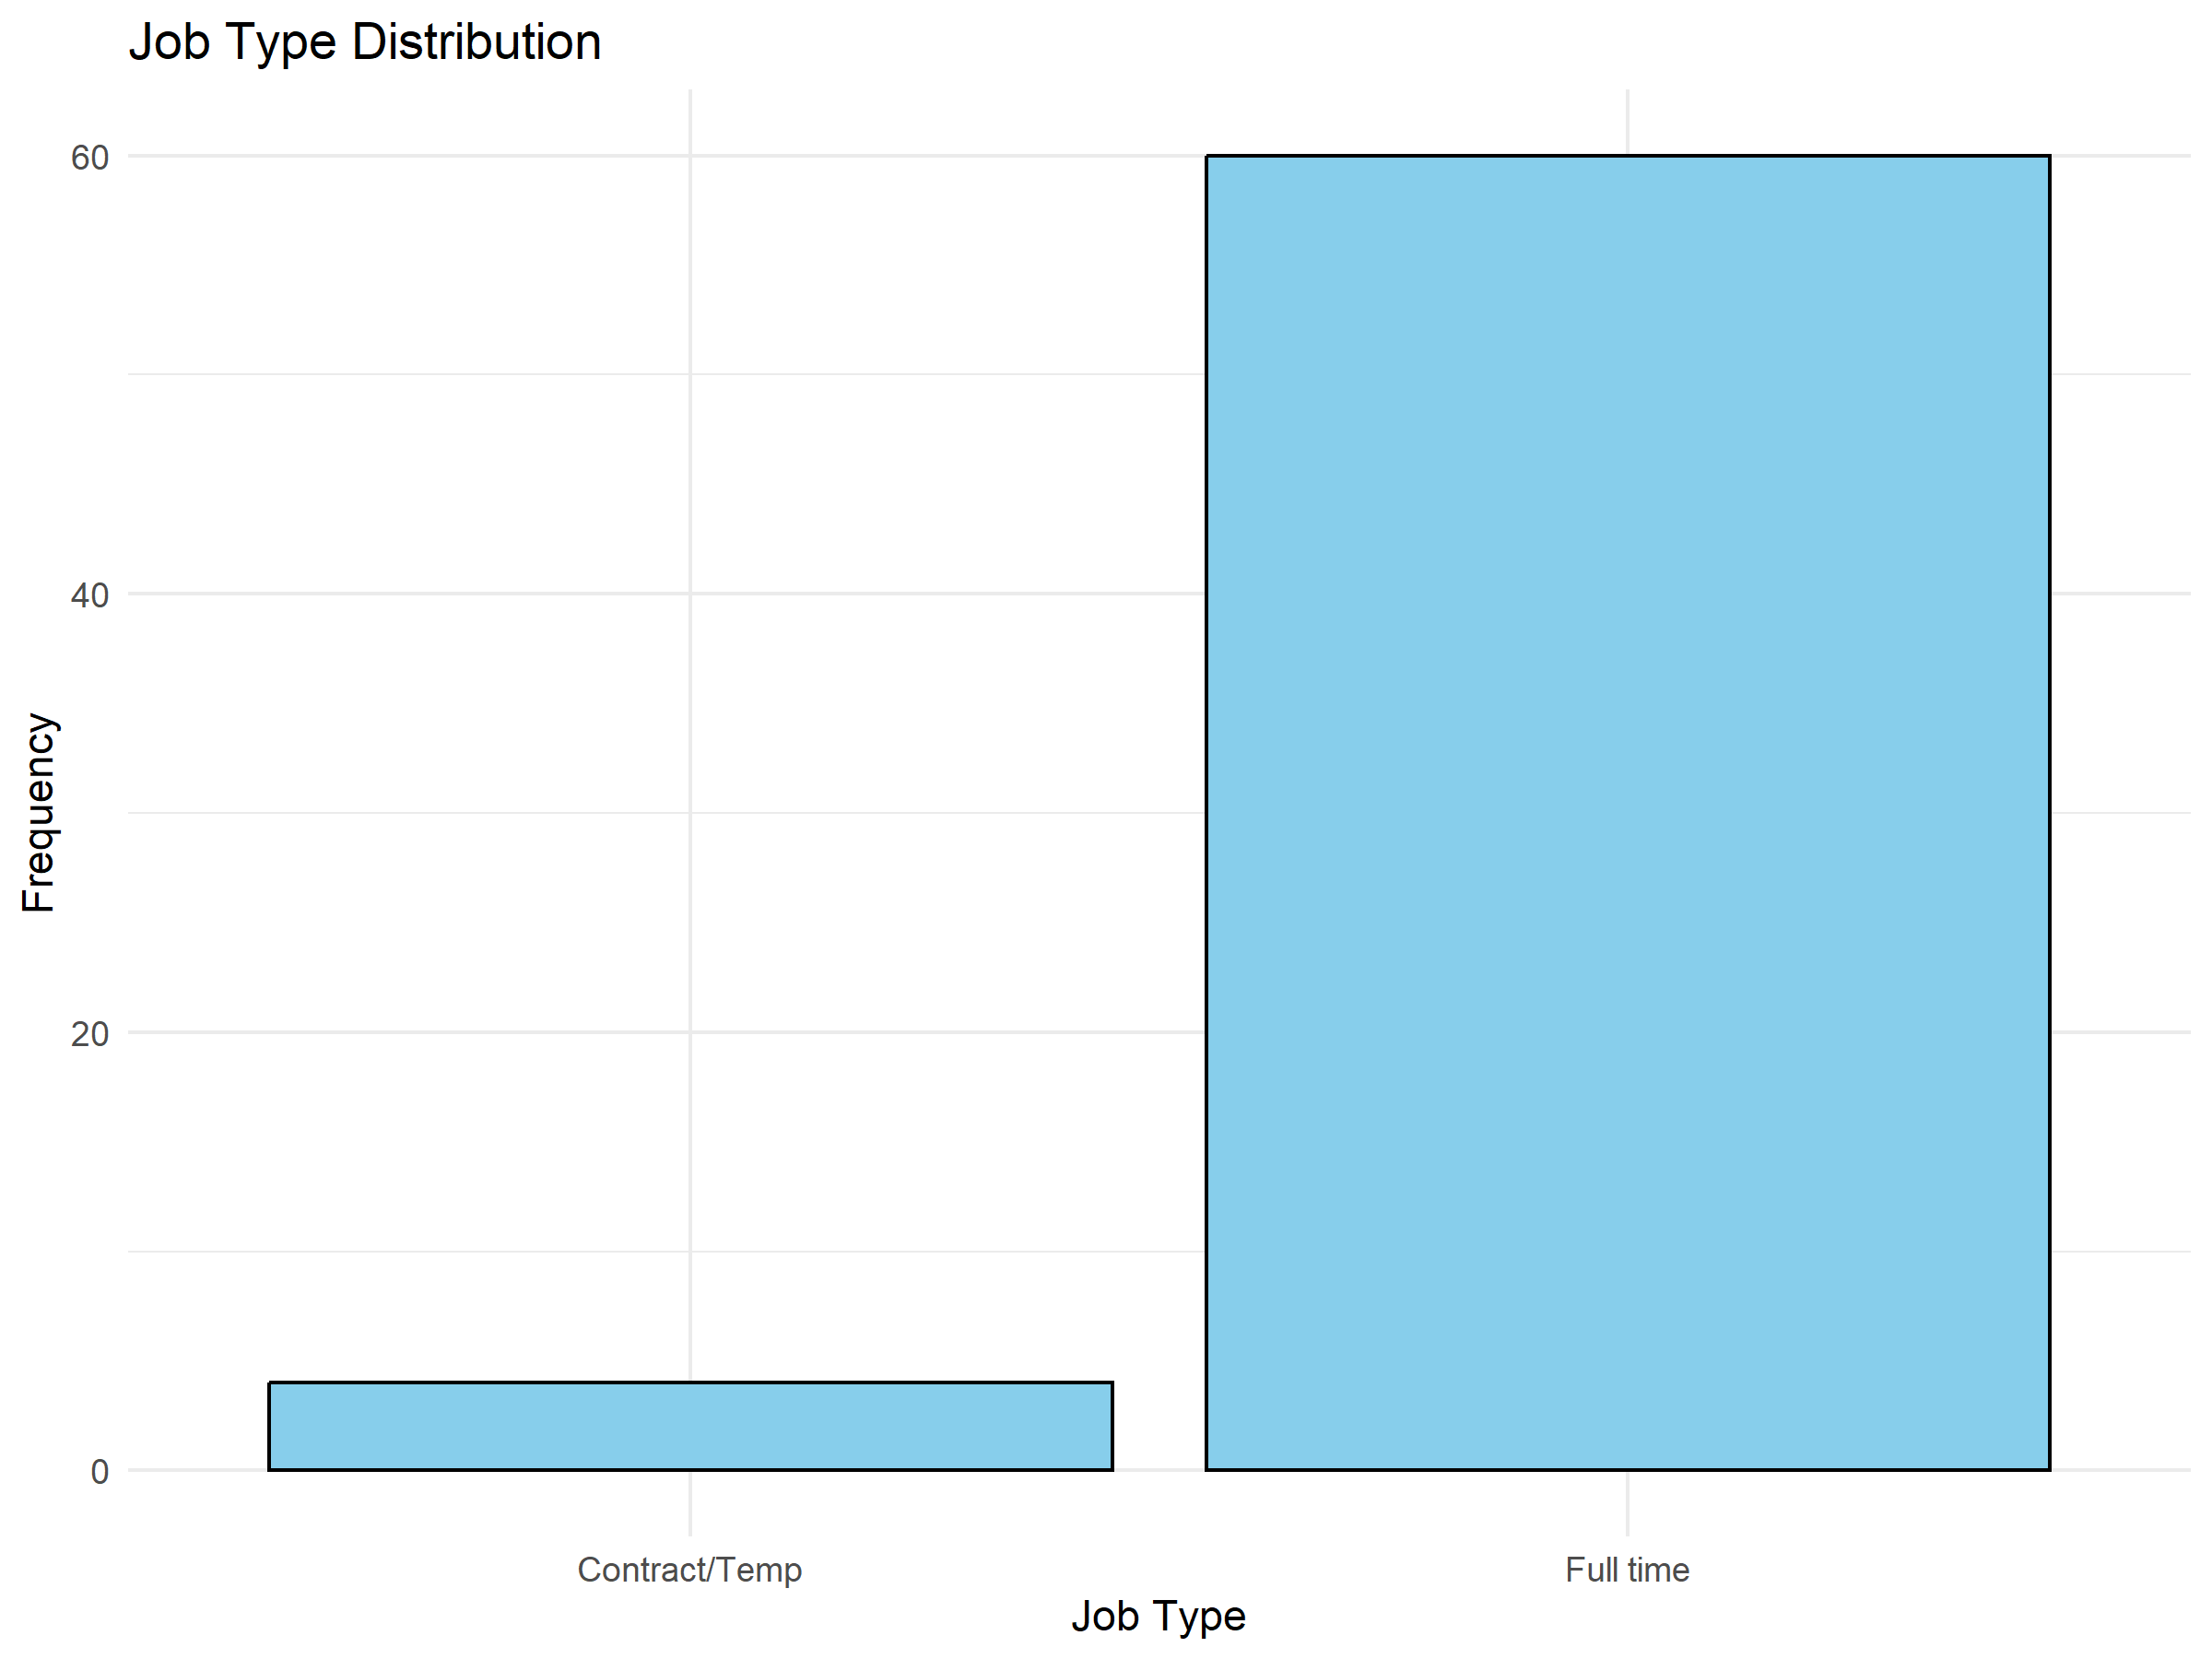 Job Type Distribution
60
40
20
0
Frequency
Contract/Temp
Full time
Job Type